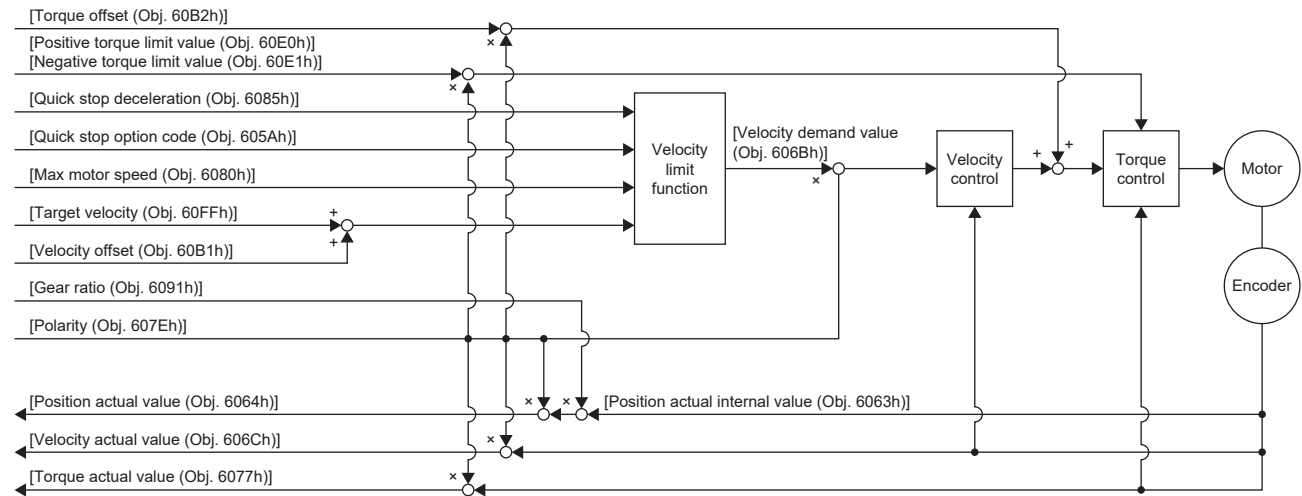 [Torque offset (Obj. 60B2h)]
×
[Positive torque limit value (Obj. 60E0h)]
[Negative torque limit value (Obj. 60E1h)]
×
[Quick stop deceleration (Obj. 6085h)]
[Quick stop option code (Obj. 605Ah)]
[Max motor speed (Obj. 6080h)]
[Target velocity (Obj. 60FFh)]
+
+
[Velocity offset (Obj. 60B1h)]
[Gear ratio (Obj. 6091h)]
[Polarity (Obj. 607Eh)]
Velocity
limit
function
[Velocity demand value
(Obj. 606Bh)]
×
Velocity
control
+
+
Torque
control
Motor
Encoder
[Position actual value (Obj. 6064h)]
×
×
[Position actual internal value (Obj. 6063h)]
[Velocity actual value (Obj. 606Ch)]
×
[Torque actual value (Obj. 6077h)]
×